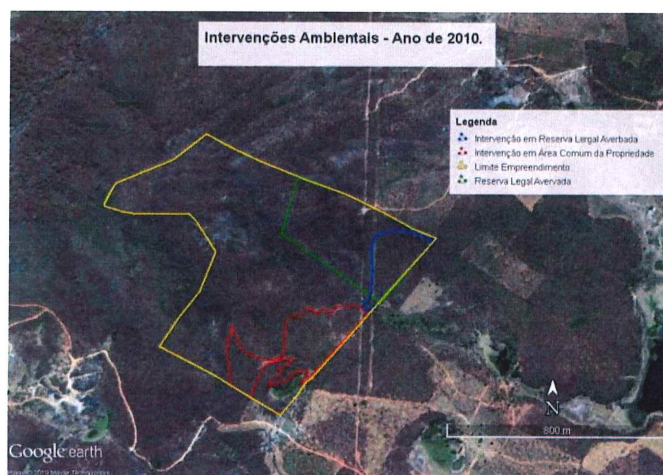 Intervenções Ambientais - Ano de 2010.
Legenda
Intervenção em Reserva Lergal Averbada
Intervenção em Área Comum da Propriedade
Limite Empreendimento
Reserva Legal Avervada
N
800 m
Google earth